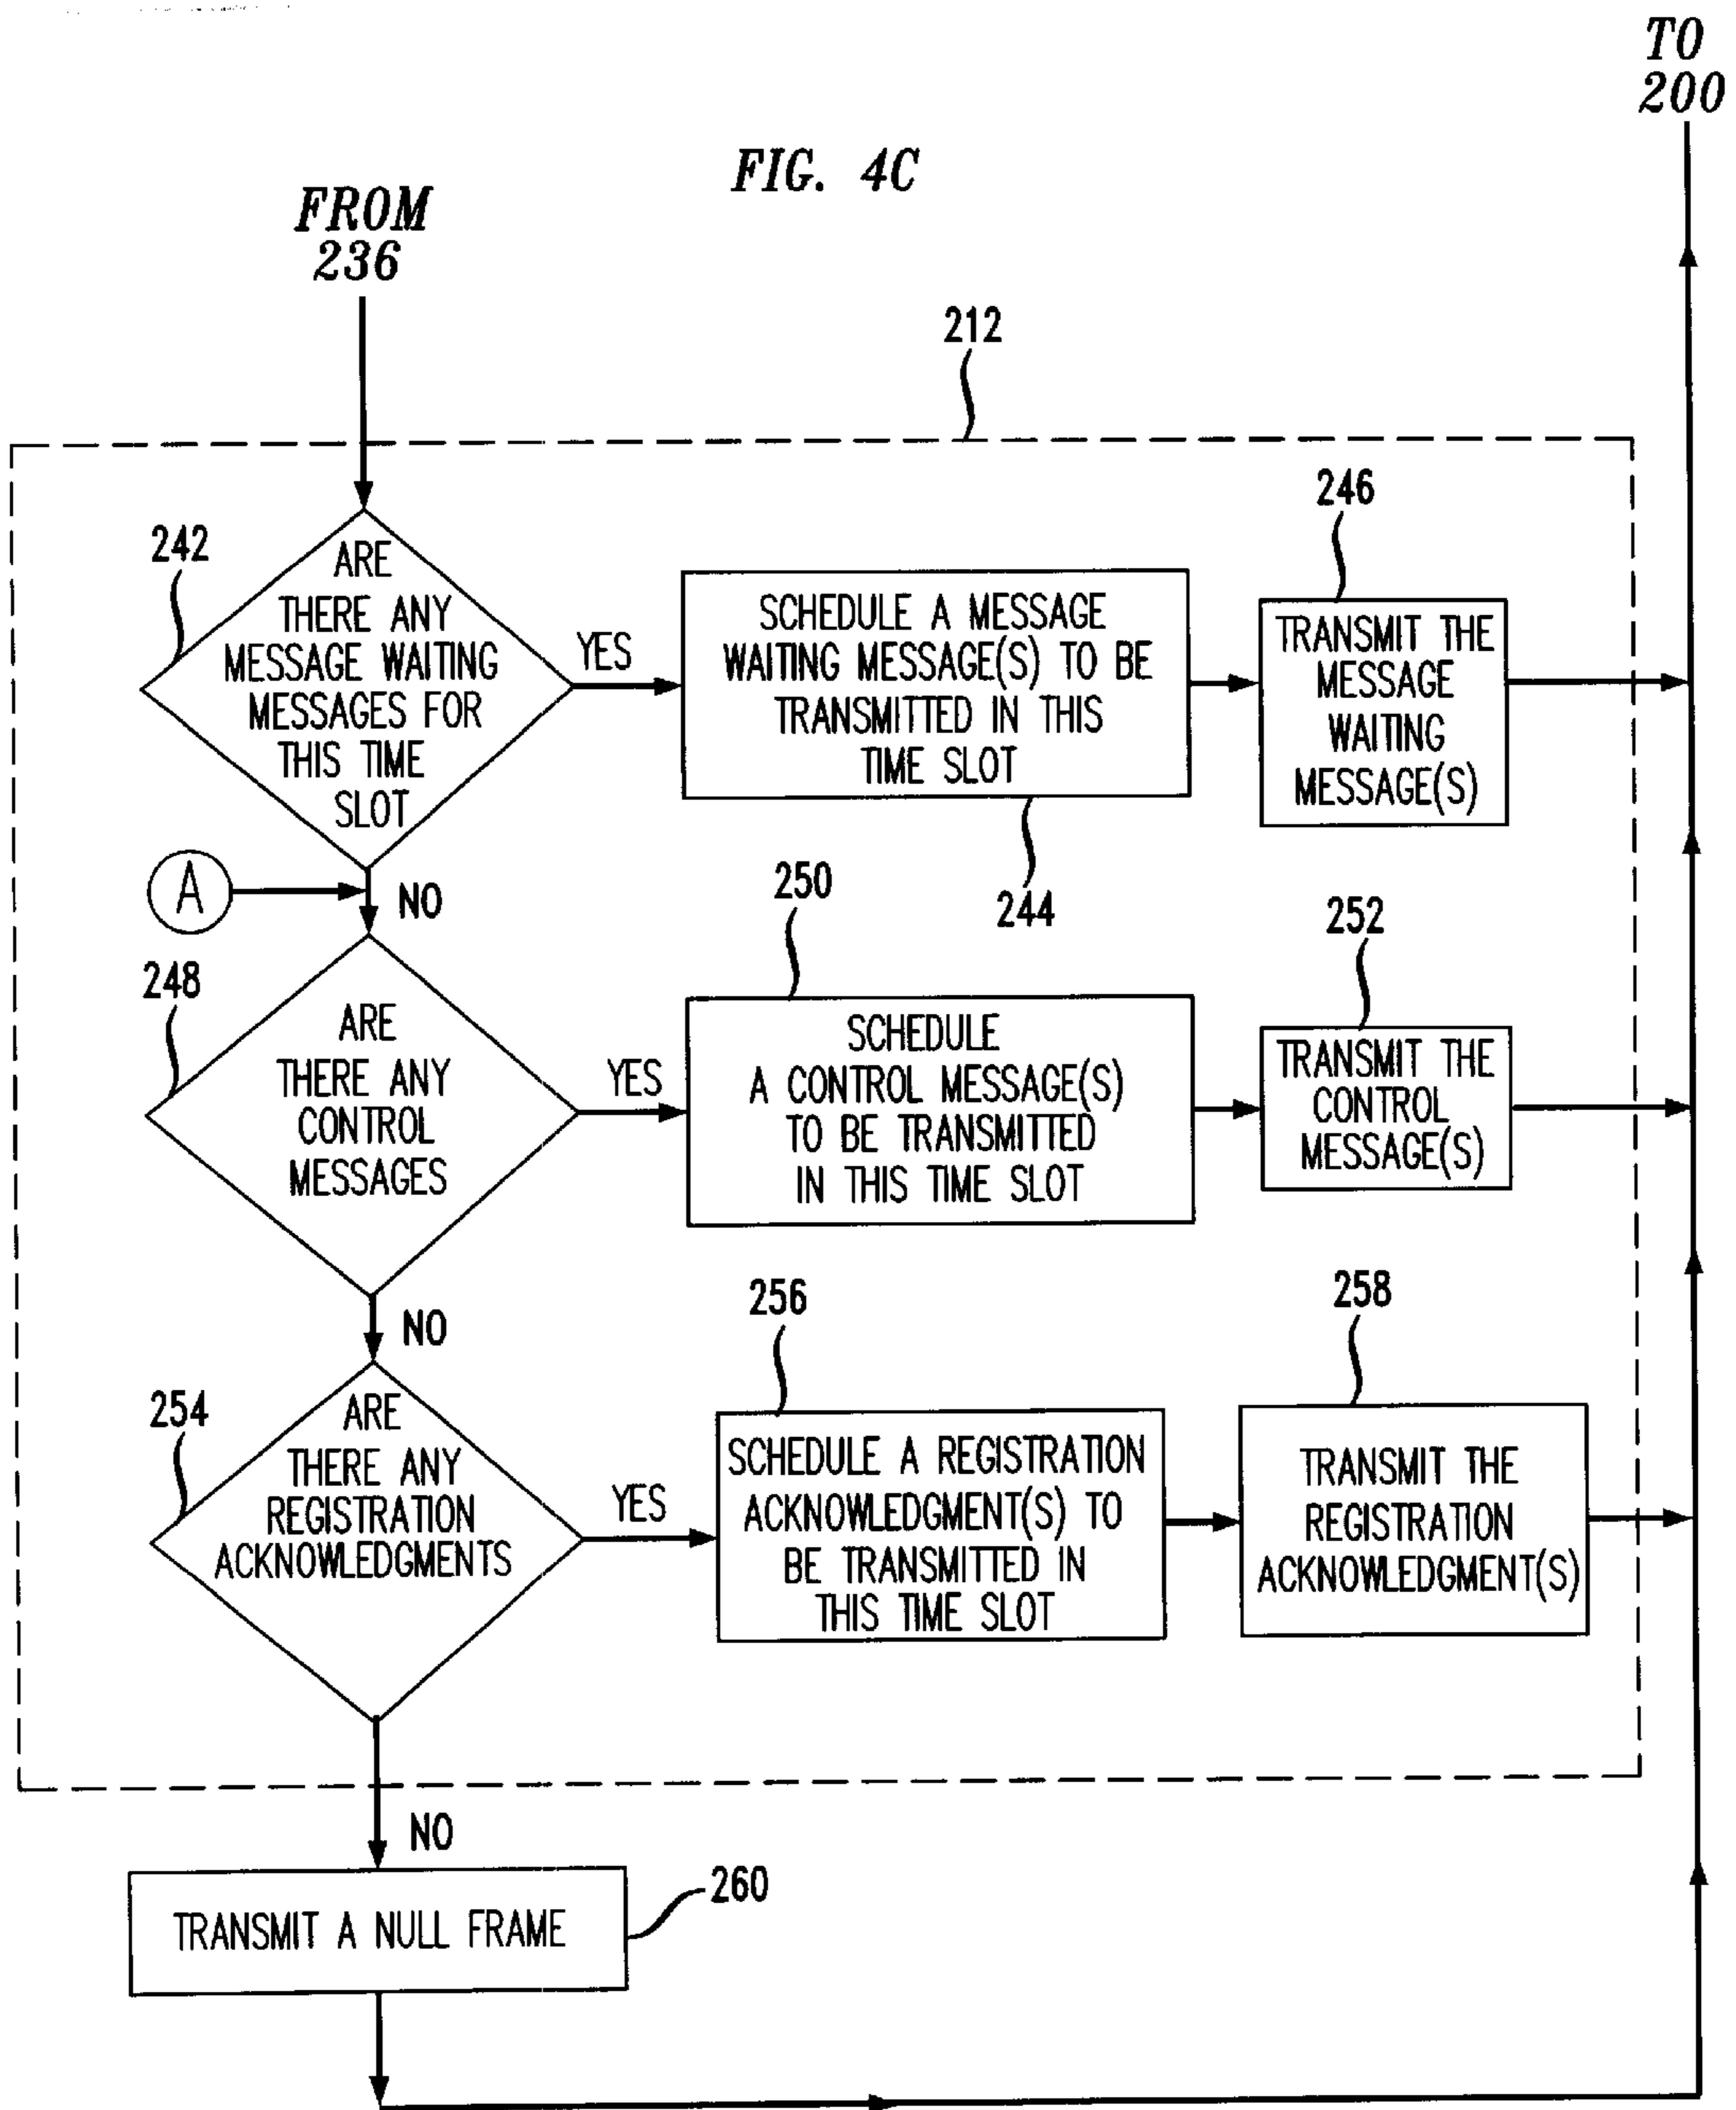 TO
200
FIG. 4C
FROM
236
212
242
ARE
THERE ANY
MESSAGE WAITING
MESSAGES FOR
THIS TIME
SLOT
YES
SCHEDULE A MESSAGE
WAITING MESSAGE(S) TO BE
TRANSMITTED IN THIS
TIME SLOT
244
246
TRANSMIT THE
MESSAGE
WAITING
MESSAGE(S)
A
NO
248
ARE
THERE ANY
CONTROL
MESSAGES
YES
250
SCHEDULE
A CONTROL MESSAGE(S)
TO BE TRANSMITTED
IN THIS TIME SLOT
252
TRANSMIT THE
CONTROL
MESSAGE(S)
NO
254
ARE
THERE ANY
REGISTRATION
ACKNOWLEDGMENTS
YES
256
SCHEDULE A REGISTRATION
ACKNOWLEDGMENT(S) TO
BE TRANSMITTED IN
THIS TIME SLOT
258
TRANSMIT THE
REGISTRATION
ACKNOWLEDGMENT(S)
NO
TRANSMIT A NULL FRAME
260